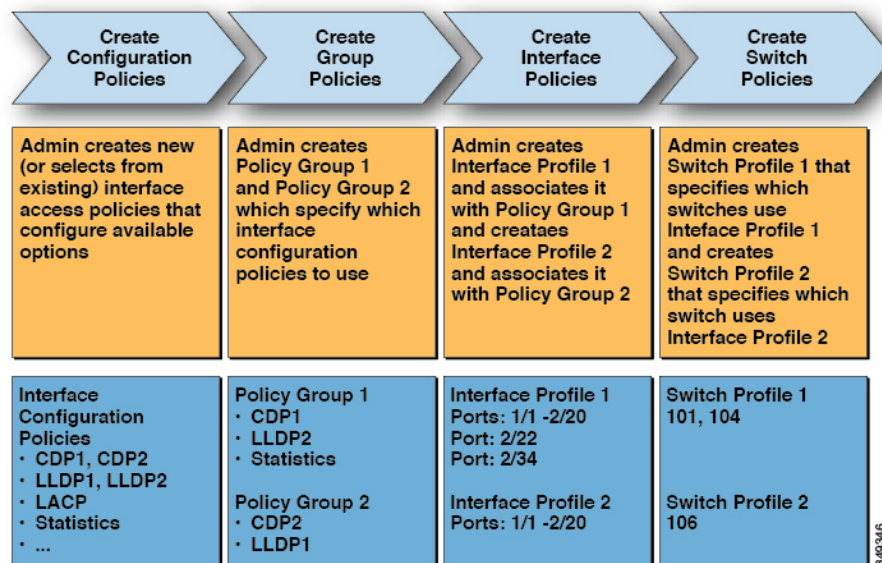 Create
Configuration
Policies
Create
Group
Policies
Create
Interface
Policies
Create
Switch
Policies
Admin creates new
(or selects from
existing) interface
access policies that
configure available
options
Admin creates
Policy Group 1
and Policy Group 2
which specify which
interface
configuration
policies to use
Admin creates
Interface Profile 1
and associates it
with Policy Group 1
and creataes
Interface Profile 2
and associates it
with Policy Group 2
Admin creates
Switch Profile 1 that
specifies which
switches use
Inteface Profile 1
and creates
Switch Profile 2
that specifies which
switch uses
Interface Profile 2
Interface
Configuration
Policies
· CDP1, CDP2
· LLDP1, LLDP2
· LACP
· Statistics
· ...
Policy Group 1
· CDP1
· LLDP2
· Statistics
Policy Group 2
· CDP2
· LLDP1
Interface Profile 1
Ports: 1/1 -2/20
Port: 2/22
Port: 2/34
Interface Profile 2
Ports: 1/1 -2/20
Switch Profile 1
101, 104
Switch Profile 2
106
349346